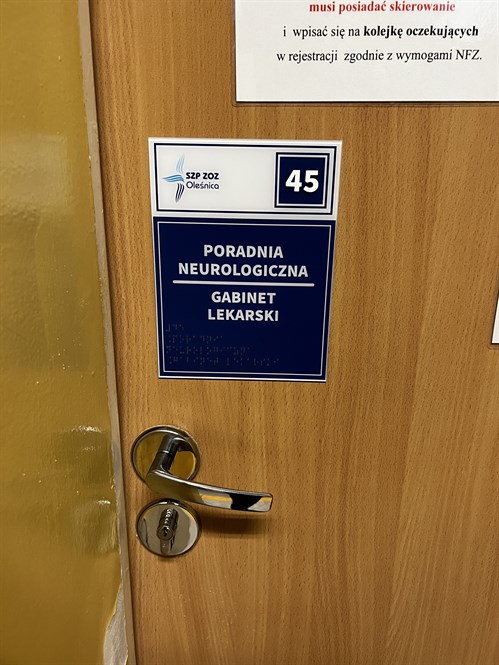 musi posiadać skierowanie
i wpisać się na kolejkę oczekujących
w rejestracji zgodnie z wymogami NFZ.
SZP ZOZ
Oleśnica
45
PORADNIA
NEUROLOGICZNA
GABINET
LEKARSKI